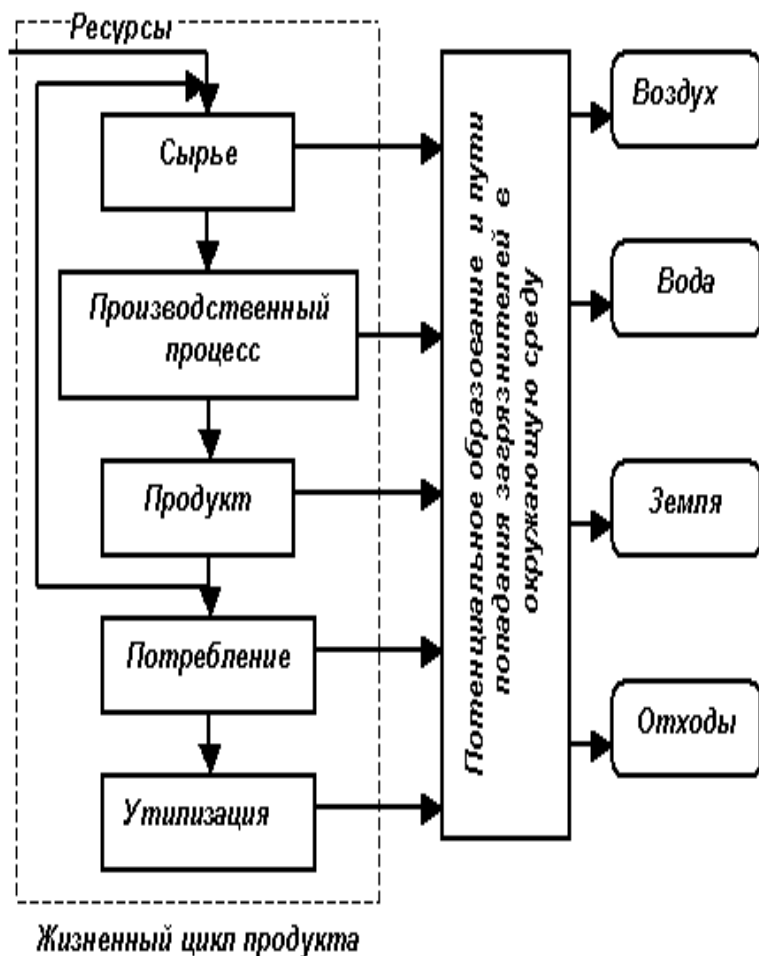 Ресурсы
Сырье
Производственный
процесс
Продукт
Потребление
Утилизация
Жизненный цикл продукта
Потенциальное образование и пути
попадания загрязнителей в
окружающую среду
Воздух
Вода
Земля
Отходы